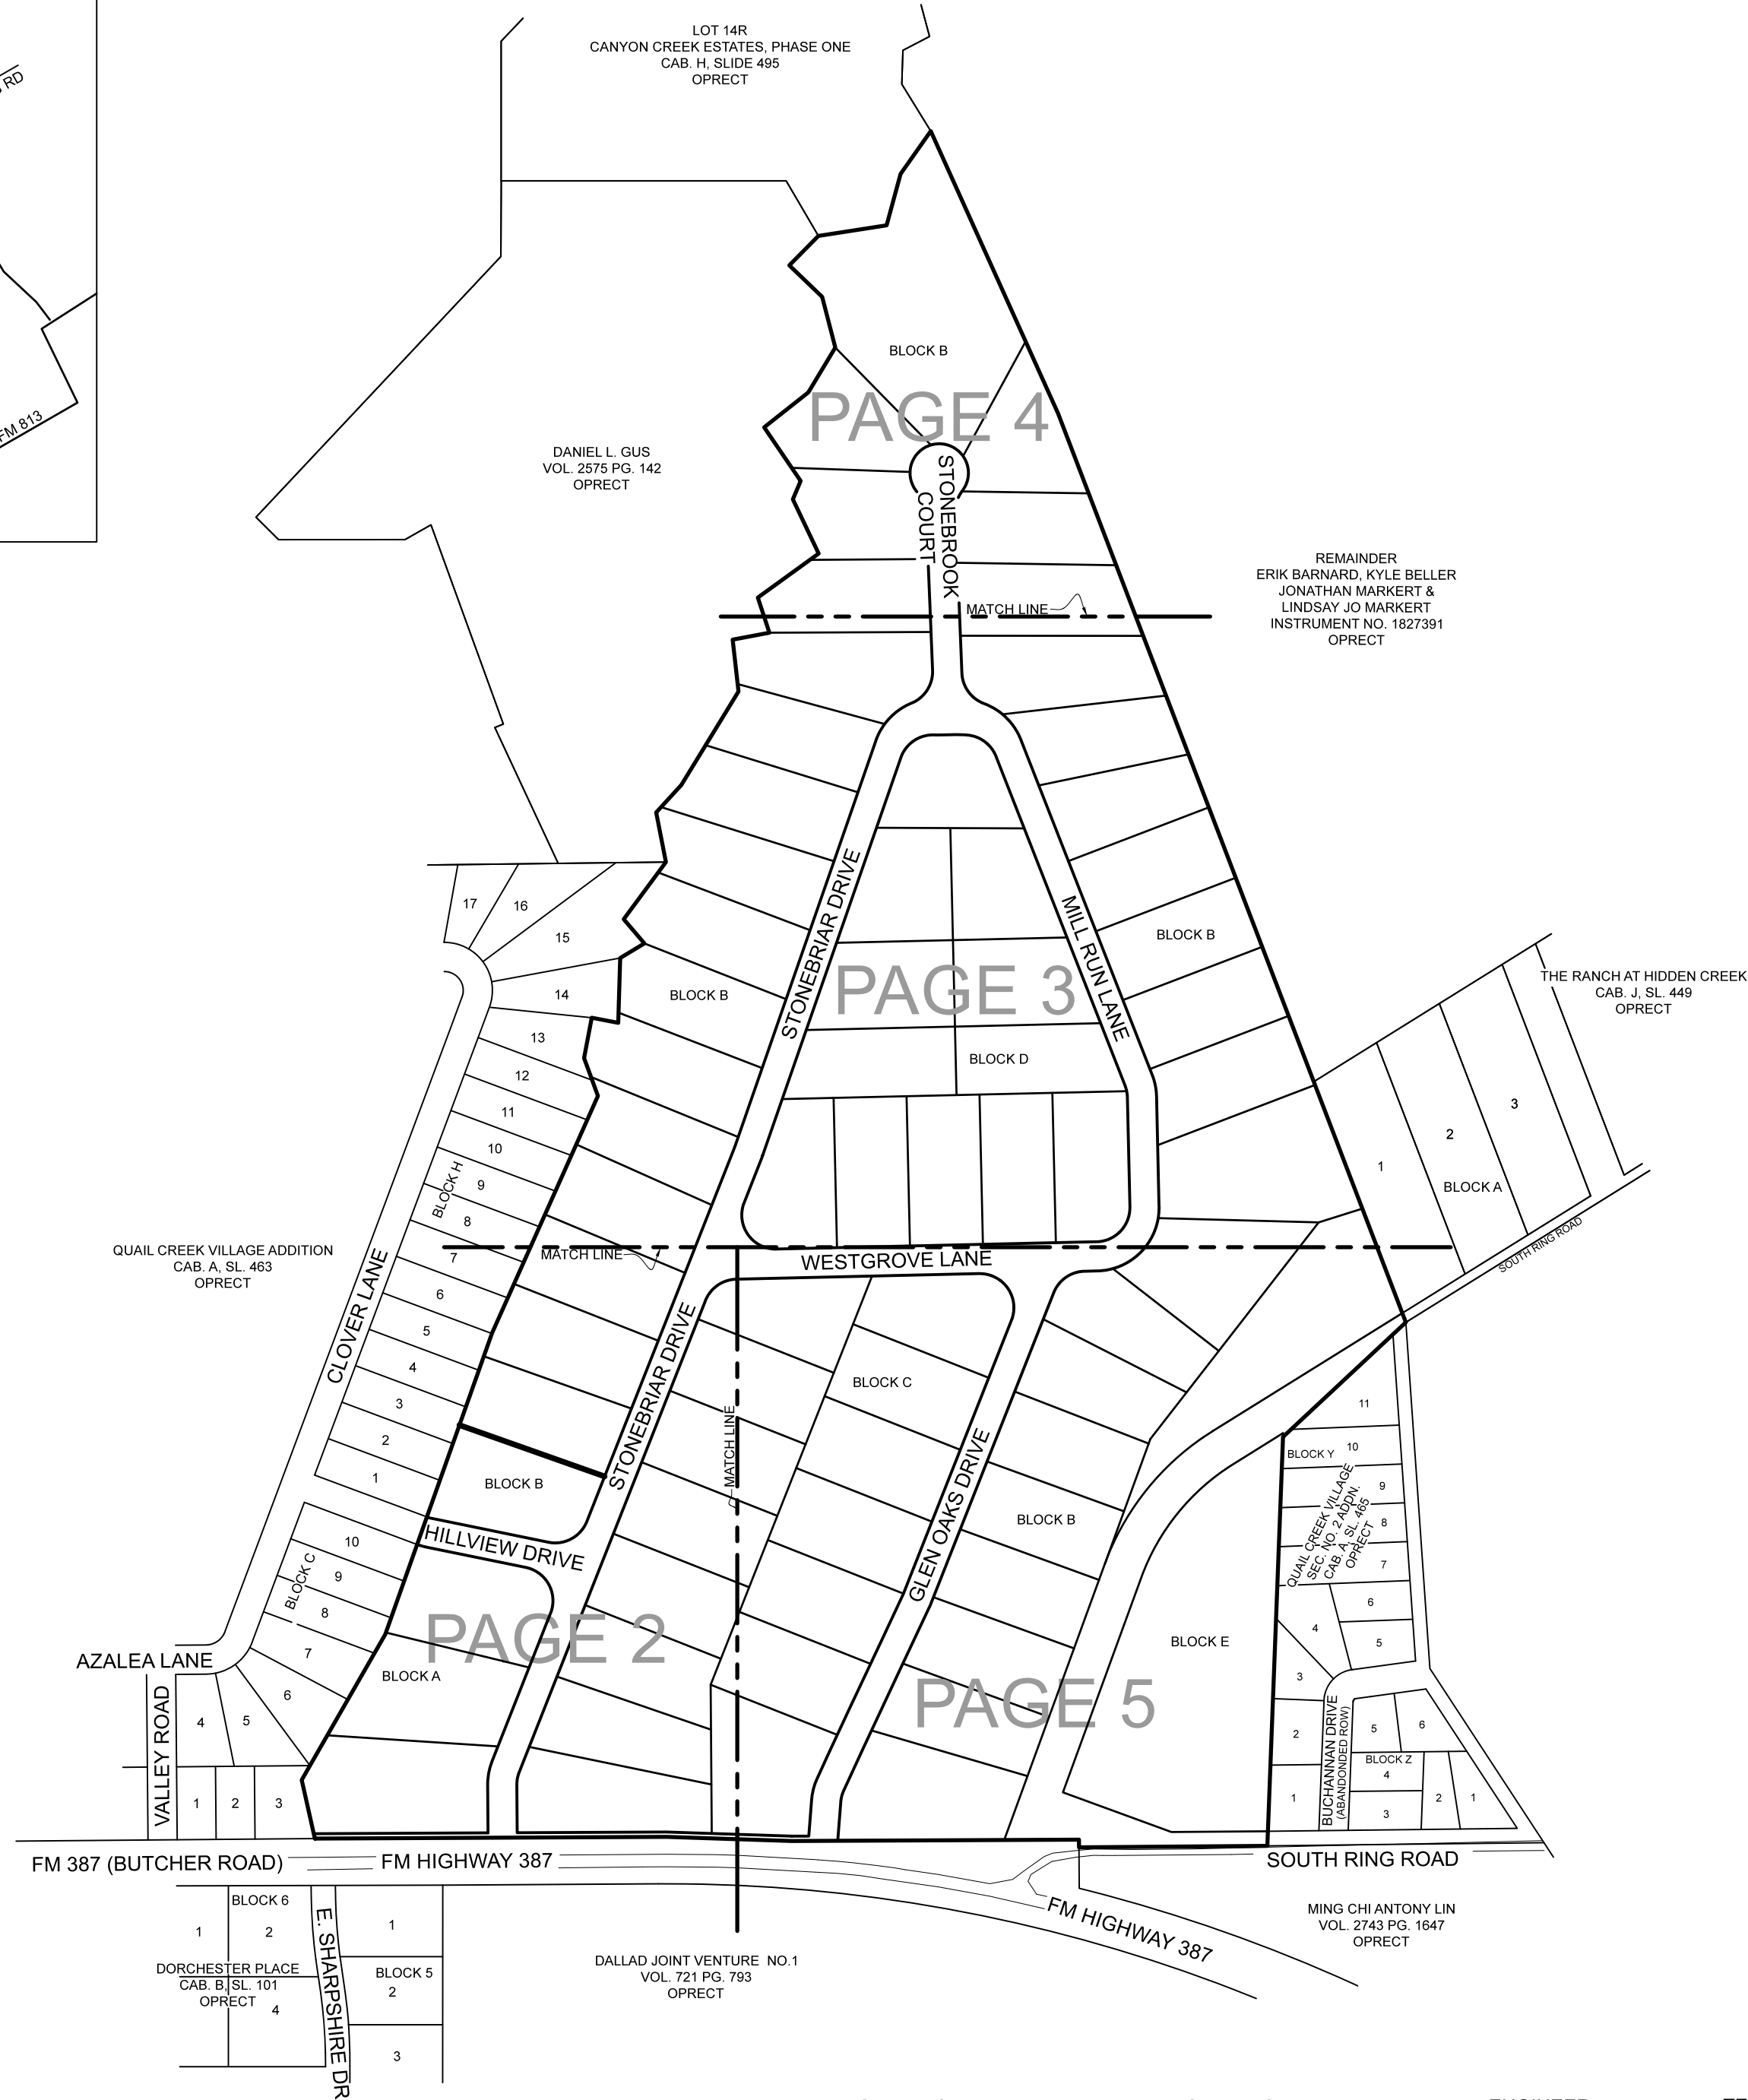 LOT 14R
CANYON CREEK ESTATES, PHASE ONE
CAB. H, SLIDE 495
OPRECT
RD
FM 813
BLOCK B
PAGE 4
DANIEL L. GUS
VOL. 2575 PG. 142
OPRECT
STONEBROOK
COURT
REMAINDER
ERIK BARNARD, KYLE BELLER
JONATHAN MARKERT &
LINDSAY JO MARKERT
INSTRUMENT NO. 1827391
OPRECT
MATCH LINE
17
16
15
14
13
12
11
10
9
8
7
6
5
4
3
2
1
BLOCK H
STONEBRIAR DRIVE
MILL RUN LANE
BLOCK B
BLOCK B
PAGE 3
BLOCK D
THE RANCH AT HIDDEN CREEK
CAB. J, SL. 449
OPRECT
1
2
3
BLOCK A
SOUTH RING ROAD
QUAIL CREEK VILLAGE ADDITION
CAB. A, SL. 463
OPRECT
CLOVER LANE
MATCH LINE
WESTGROVE LANE
STONEBRIAR DRIVE
MATCH LINE
BLOCK C
GLEN OAKS DRIVE
BLOCK B
BLOCK B
HILLVIEW DRIVE
PAGE 2
BLOCK A
PAGE 5
BLOCK E
10
9
8
7
6
5
4
BLOCK C
AZALEA LANE
VALLEY ROAD
1
2
3
11
BLOCK Y
10
9
8
7
6
5
4
3
2
1
QUAIL CREEK VILLAGE
SEC. NO. 2 ADDN.
CAB. A, SL. 465
OPRECT
BUCHANNAN DRIVE
(ABANDONDED ROW)
5
6
BLOCK Z
4
3
2
1
FM 387 (BUTCHER ROAD)
FM HIGHWAY 387
SOUTH RING ROAD
FM HIGHWAY 387
MING CHI ANTONY LIN
VOL. 2743 PG. 1647
OPRECT
BLOCK 6
1
2
DORCHESTER PLACE
CAB. B, SL. 101
OPRECT
4
E. SHARPSHIRE DR
1
BLOCK 5
2
3
DALLAD JOINT VENTURE NO.1
VOL. 721 PG. 793
OPRECT